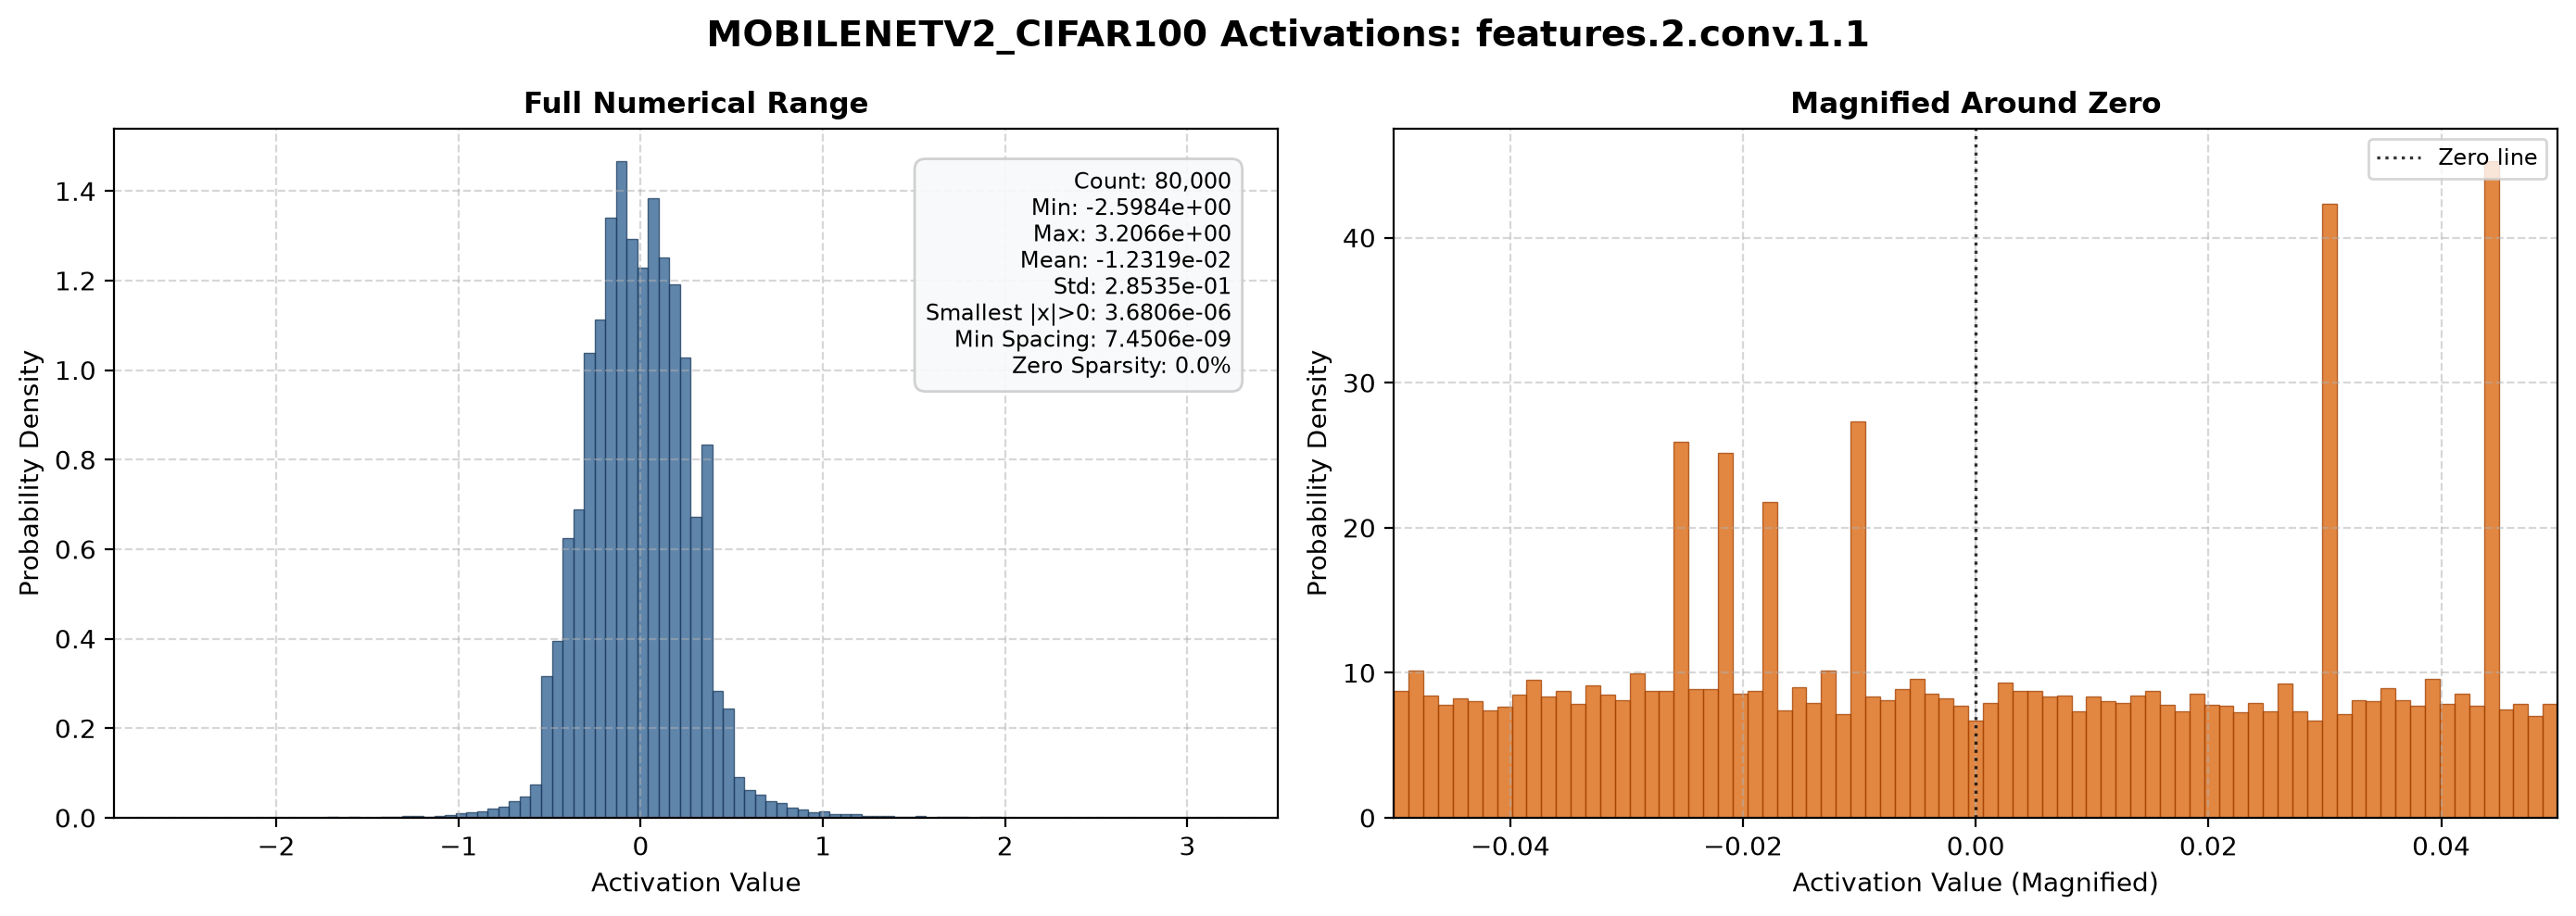 MOBILENETV2_CIFAR100 Activations: features.2.conv.1.1
Full Numerical Range
Probability Density
1.4
1.2
1.0
0.8
0.6
0.4
0.2
0.0
Count: 80,000
Min: -2.5984e+00
Max: 3.2066e+00
Mean: -1.2319e-02
Std: 2.8535e-01
Smallest |x|>0: 3.6806e-06
Min Spacing: 7.4506e-09
Zero Sparsity: 0.0%
−2 −1 0 1 2 3
Activation Value
Magnified Around Zero
Probability Density
40
30
20
10
0
Zero line
−0.04 −0.02 0.00 0.02 0.04
Activation Value (Magnified)